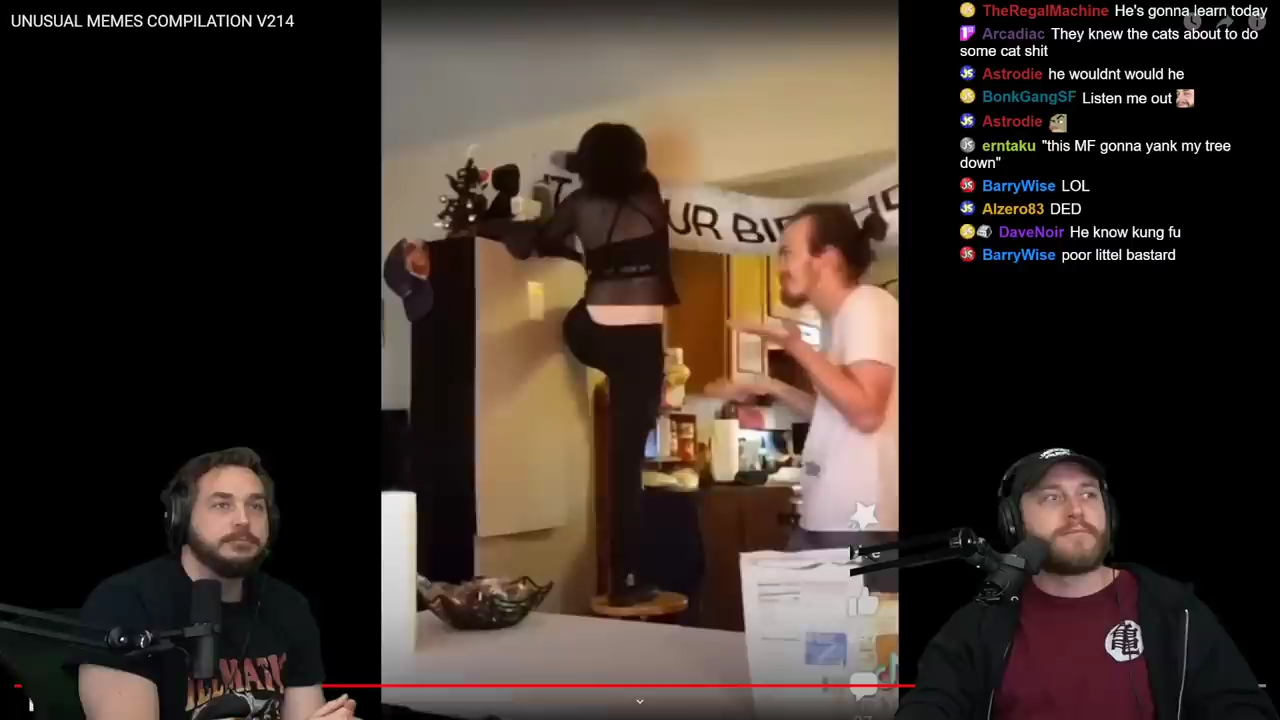 UNUSUAL MEMES COMPILATION V214
TheRegalMachine He's gonna learn today
Arcadiac They knew the cats about to do
some cat shit
Astrodie he wouldnt would he
BonkGangSF Listen me out
Astrodie
erntaku "this MF gonna yank my tree
down"
BarryWise LOL
Alzero83 DED
DaveNoir He know kung fu
BarryWise poor littel bastard
UR BI
亀